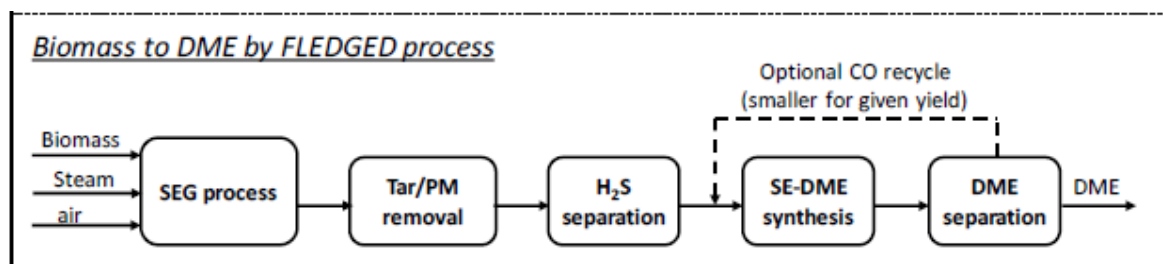 Biomass to DME by FLEDGED process
Optional CO recycle
(smaller for given yield)
Biomass
Steam
air
SEG process
Tar/PM
removal
H₂S
separation
SE-DME
synthesis
DME
separation
DME